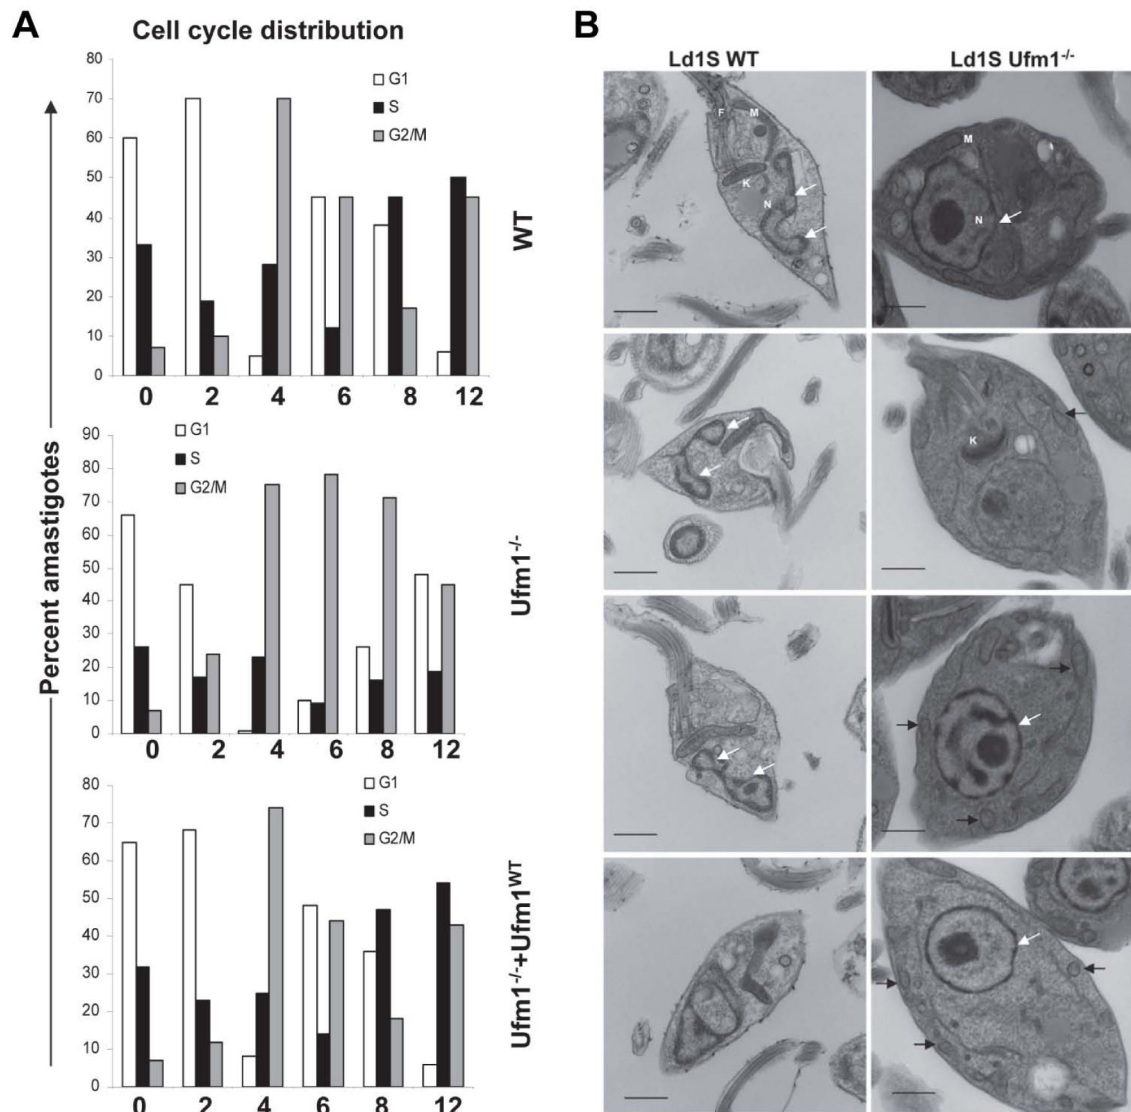 A
Cell cycle distribution
80
70
60
50
40
30
20
10
0
G1
S
G2/M
0 2 4 6 8 12
WT
Percent amastigotes
90
80
70
60
50
40
30
20
10
0
G1
S
G2/M
0 2 4 6 8 12
Ufm1-/-
80
70
60
50
40
30
20
10
0
G1
S
G2/M
0 2 4 6 8 12
Ufm1-/-+Ufm1WT
B
Ld1S WT Ld1S Ufm1-/-
F M
K
N
M
N
K